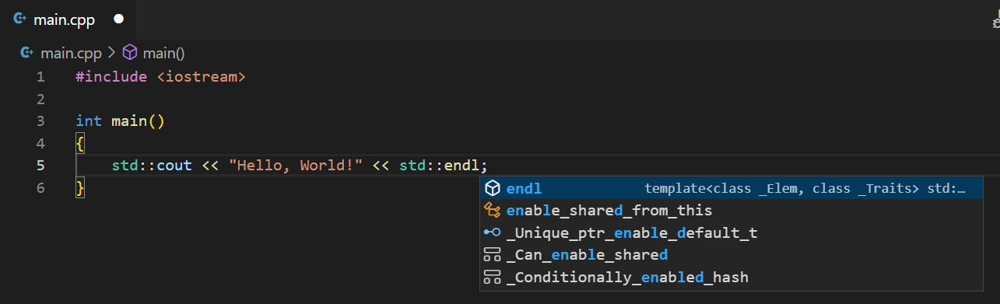 main.cpp
main.cpp > main()
1 #include <iostream>
2
3 int main()
4 {
5 std::cout << "Hello, World!" << std::endl;
6 }
endl template<class _Elem, class _Traits> std:…
enable_shared_from_this
_Unique_ptr_enable_default_t
_Can_enable_shared
_Conditionally_enabled_hash